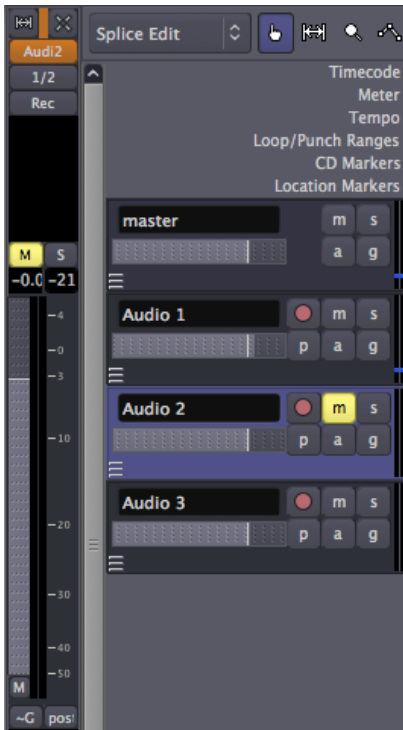 Splice Edit
Audi2
1/2
Rec
M S
-0.0 -21
-4
-0
-3
-10
-20
-30
-40
-50
M
~G post
Timecode
Meter
Tempo
Loop/Punch Ranges
CD Markers
Location Markers
master m s
a g
Audio 1 m s
p a g
Audio 2 m s
p a g
Audio 3 m s
p a g